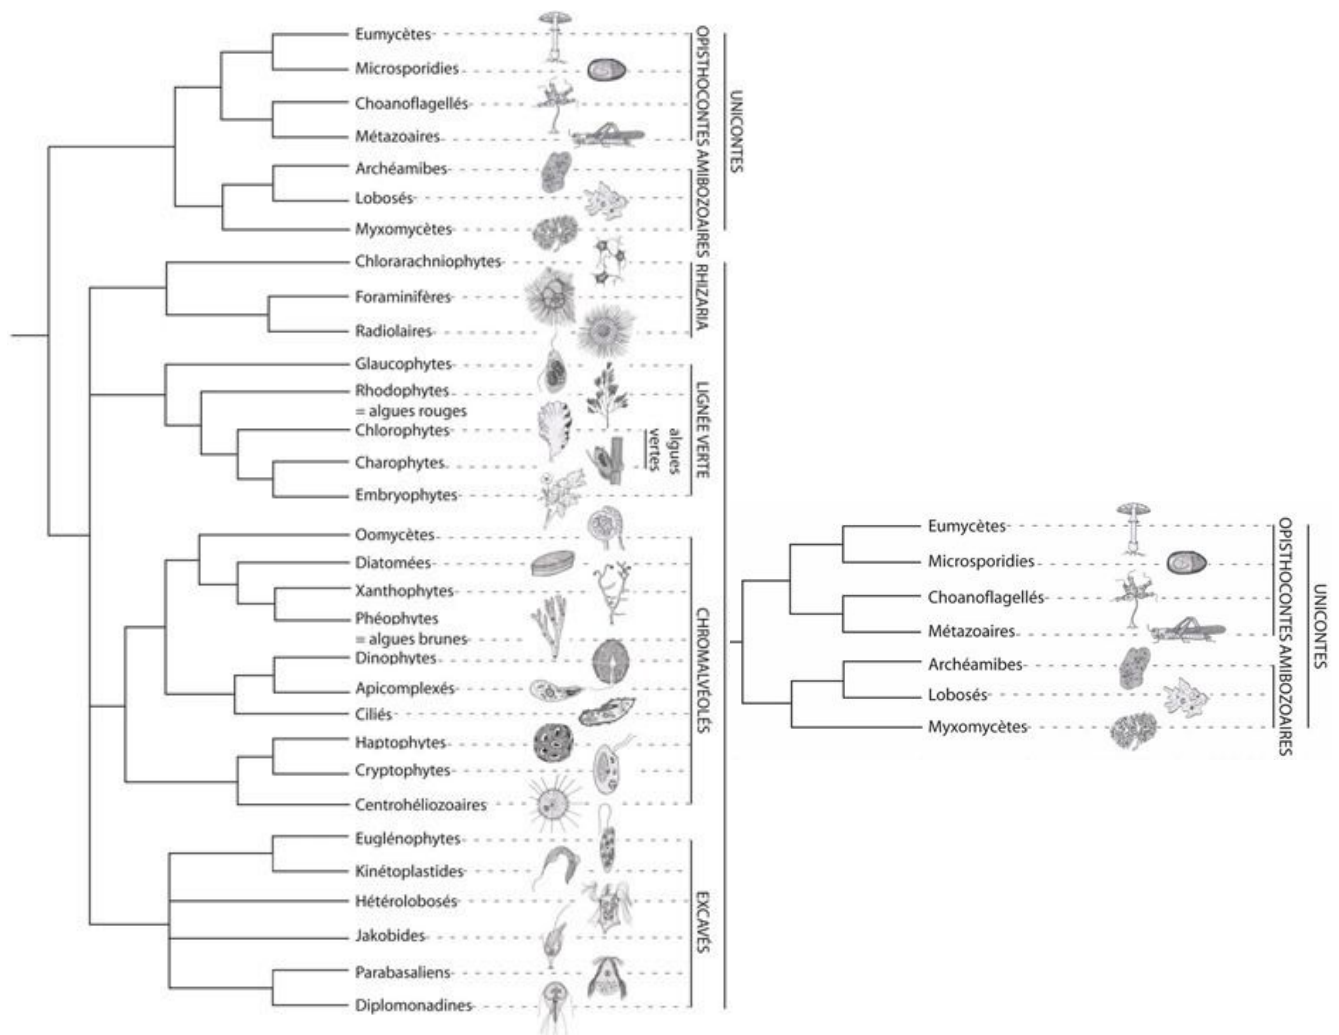 Eumycètes
Microsporidies
Choanoflagellés
Métazoaires
Archéamibes
Lobosés
Myxomycètes
Chlorarachniophytes
Foraminifères
Radiolaires
Glaucophytes
Rhodophytes
= algues rouges
Chlorophytes
Charophytes
Embryophytes
Oomycètes
Diatomées
Xanthophytes
Phéophytes
= algues brunes
Dinophytes
Apicomplexés
Ciliés
Haptophytes
Cryptophytes
Centrohéliozoaires
Euglénophytes
Kinétoplastides
Hétérolobosés
Jakobides
Parabasaliens
Diplomonadines
algues
vertes
OPISTHOCONTES
AMIBOZOAIRES
RHIZARIA
LIGNÉE VERTE
CHROMALVÉOLÉS
EXCAVÉS
UNICONTES
Eumycètes
Microsporidies
Choanoflagellés
Métazoaires
Archéamibes
Lobosés
Myxomycètes
OPISTHOCONTES
AMIBOZOAIRES
UNICONTES